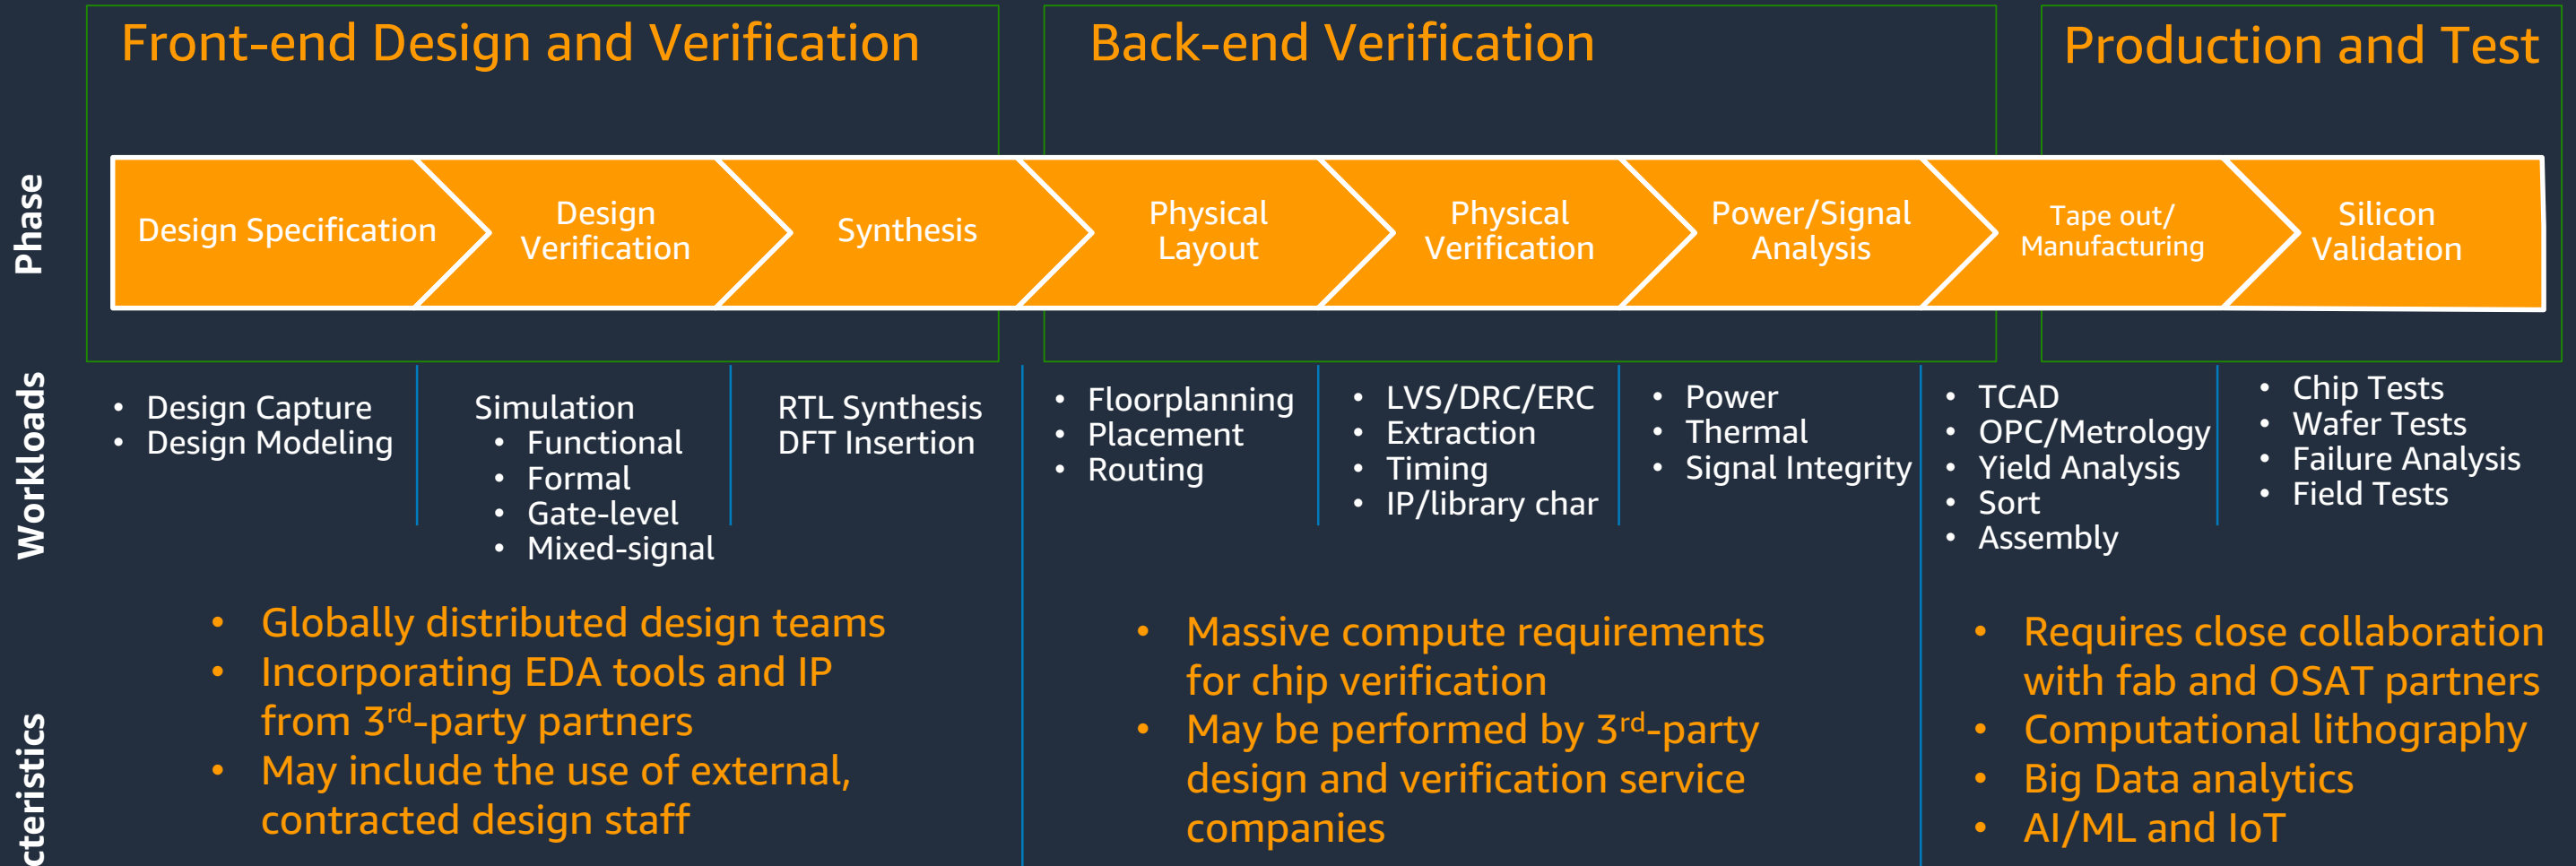 Front-end Design and Verification
Back-end Verification
Production and Test
Phase
Design Specification
Design
Verification
Synthesis
Physical
Layout
Physical
Verification
Power/Signal
Analysis
Tape out/
Manufacturing
Silicon
Validation
Workloads
• Design Capture
• Design Modeling
Simulation
• Functional
• Formal
• Gate-level
• Mixed-signal
RTL Synthesis
DFT Insertion
• Floorplanning
• Placement
• Routing
• LVS/DRC/ERC
• Extraction
• Timing
• IP/library char
• Power
• Thermal
• Signal Integrity
• TCAD
• OPC/Metrology
• Yield Analysis
• Sort
• Assembly
• Chip Tests
• Wafer Tests
• Failure Analysis
• Field Tests
cteristics
• Globally distributed design teams
• Incorporating EDA tools and IP
from 3rd-party partners
• May include the use of external,
contracted design staff
• Massive compute requirements
for chip verification
• May be performed by 3rd-party
design and verification service
companies
• Requires close collaboration
with fab and OSAT partners
• Computational lithography
• Big Data analytics
• AI/ML and IoT